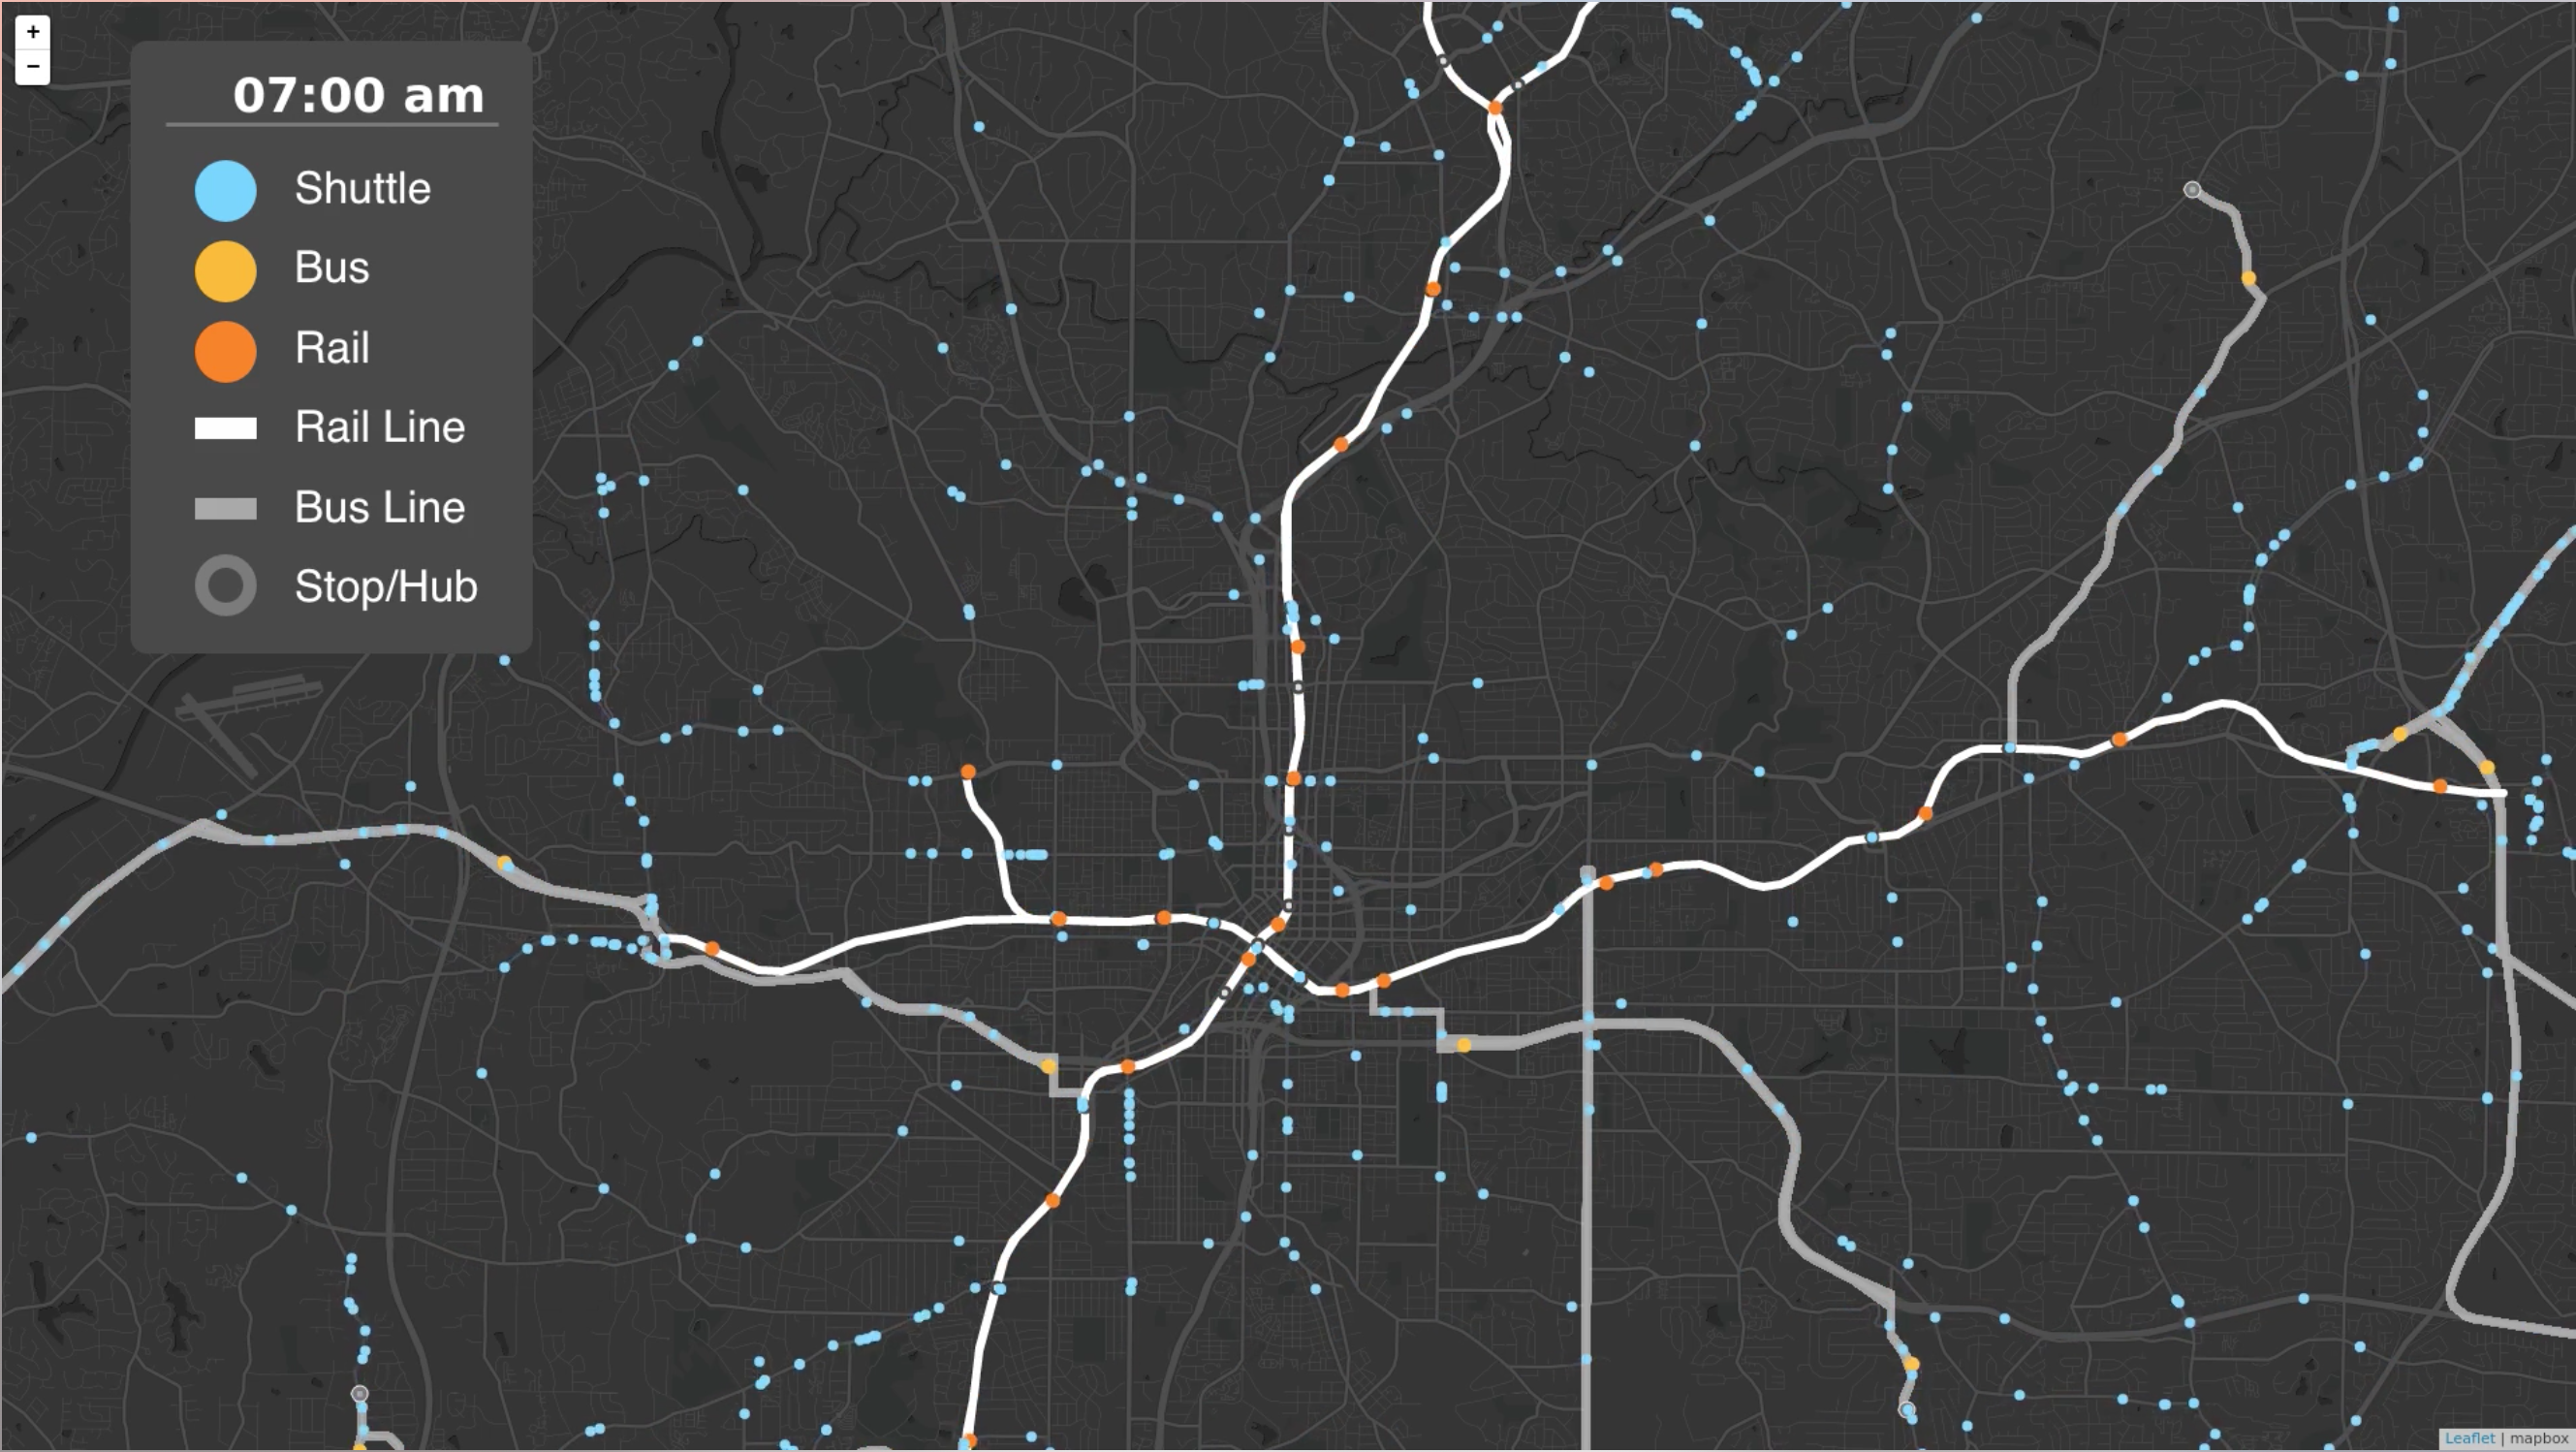 +
−
07:00 am
Shuttle
Bus
Rail
Rail Line
Bus Line
Stop/Hub
Leaflet | mapbox